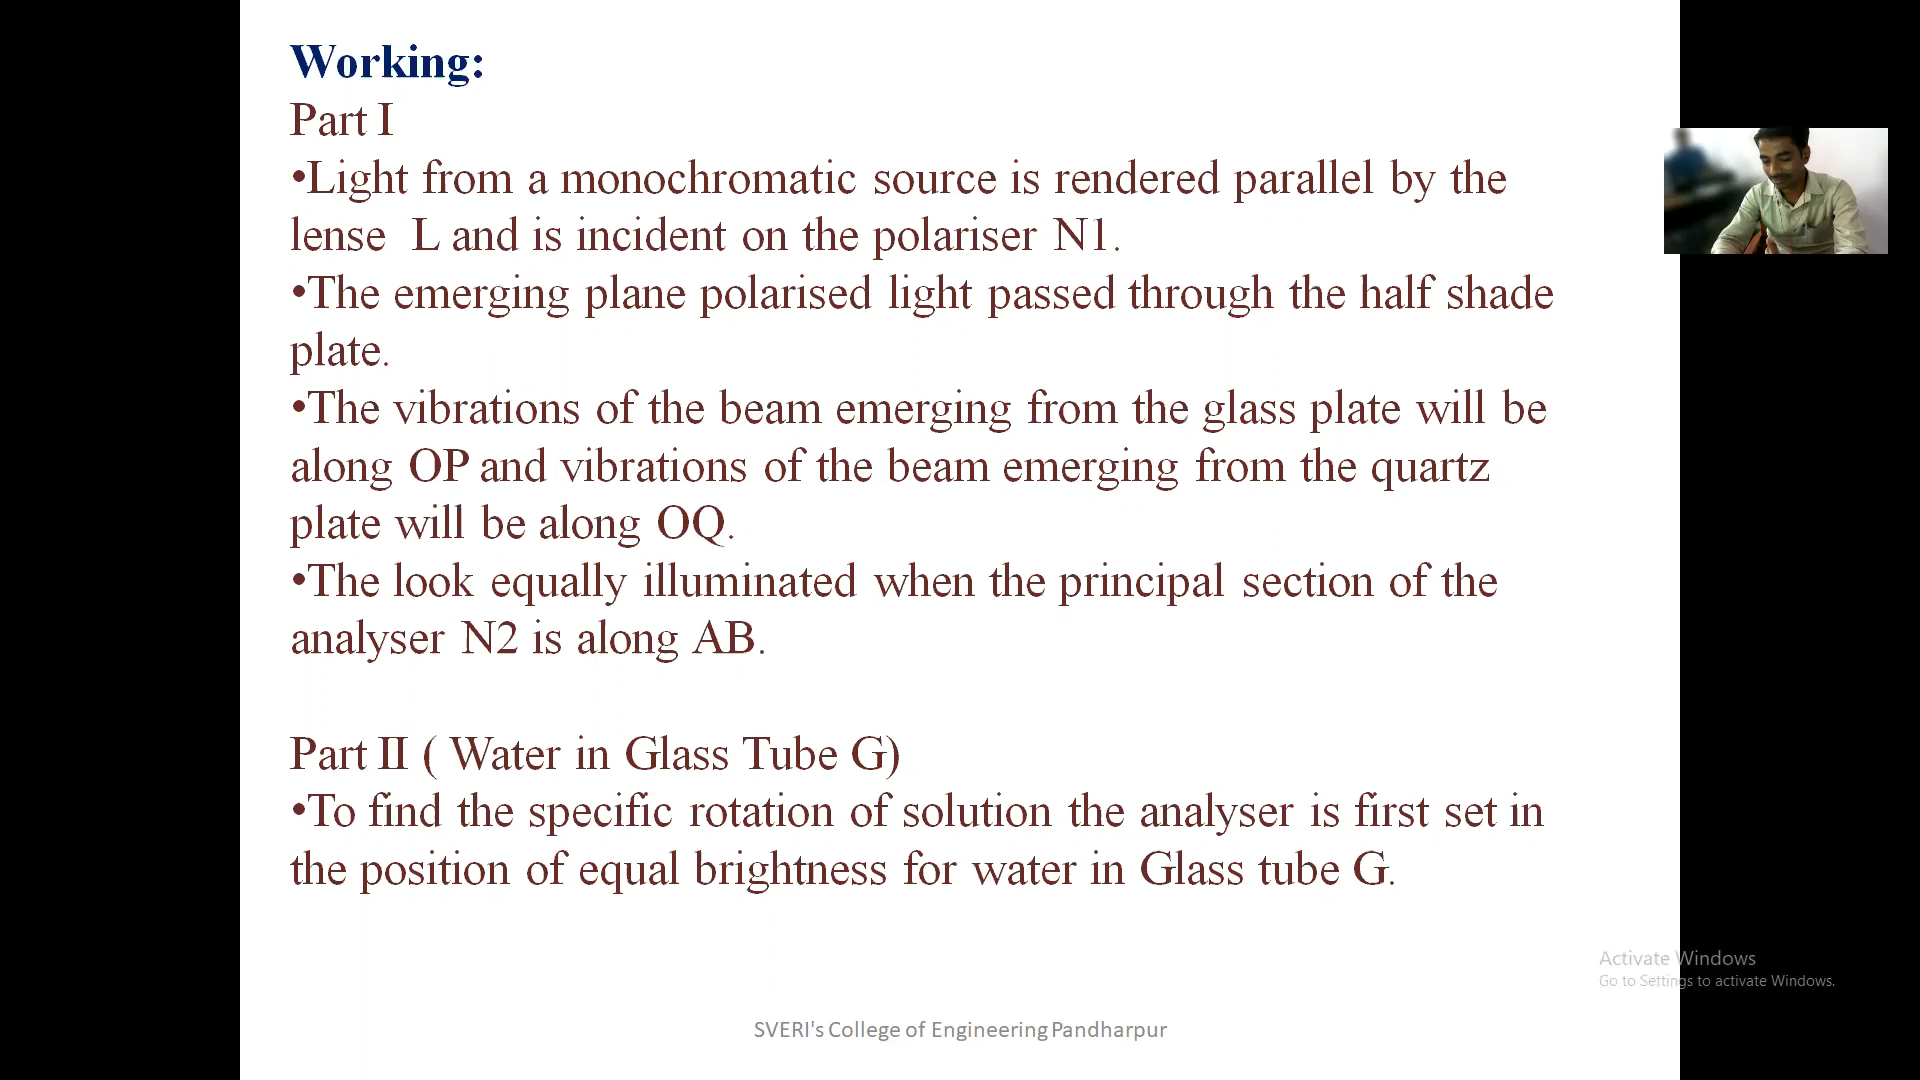 Working:
Part I
•Light from a monochromatic source is rendered parallel by the
lense L and is incident on the polariser N1.
•The emerging plane polarised light passed through the half shade
plate.
•The vibrations of the beam emerging from the glass plate will be
along OP and vibrations of the beam emerging from the quartz
plate will be along OQ.
•The look equally illuminated when the principal section of the
analyser N2 is along AB.
Part II ( Water in Glass Tube G)
•To find the specific rotation of solution the analyser is first set in
the position of equal brightness for water in Glass tube G.
Activate Windows
Go to Settings to activate Windows.
SVERI's College of Engineering Pandharpur